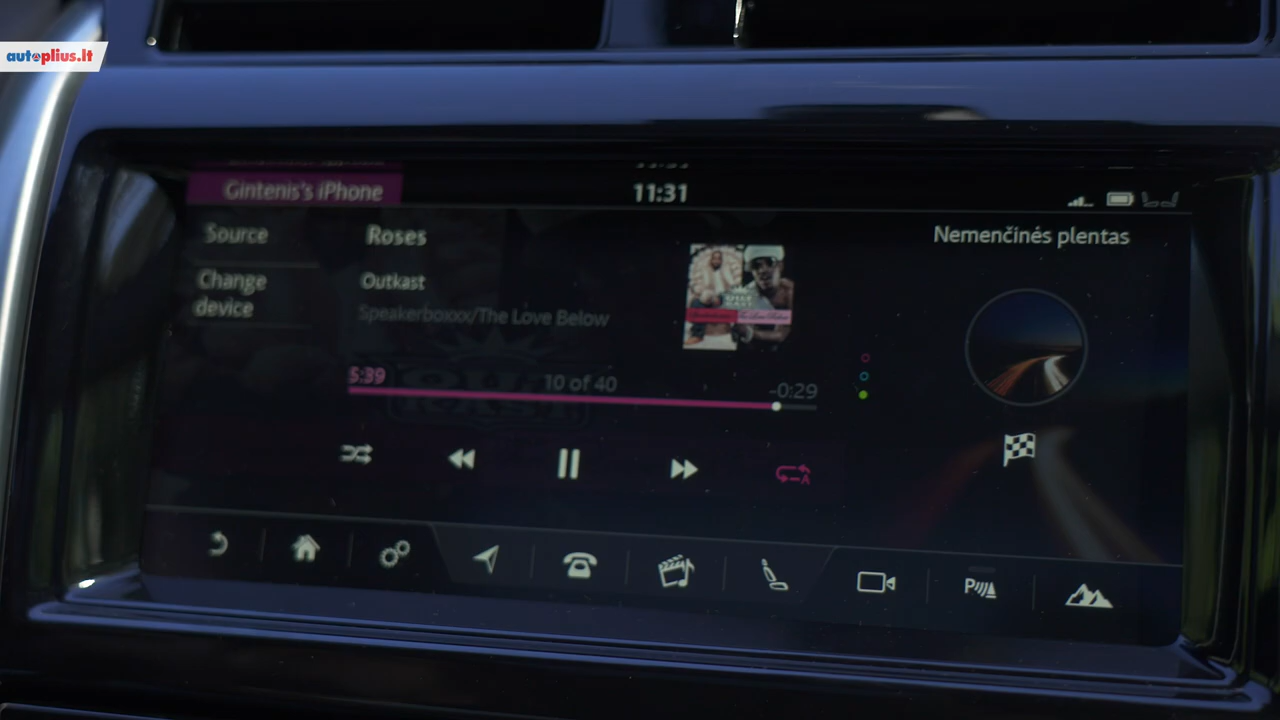 autoplius.lt
Gintenis's iPhone
11:31
Source
Change
device
Roses
Outkast
Speakerboxxx/The Love Below
5:39
10 of 40
-0:29
Nemenčinės plentas
A
P